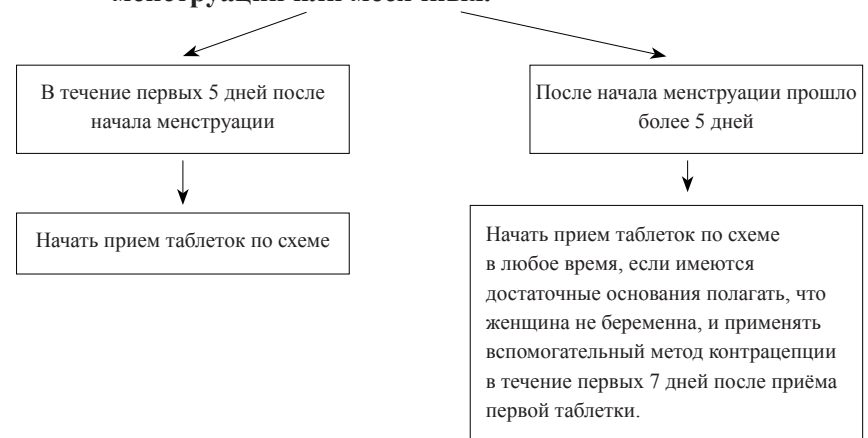 В течение первых 5 дней после
начала менструации
После начала менструации прошло
более 5 дней
Начать прием таблеток по схеме
Начать прием таблеток по схеме
в любое время, если имеются
достаточные основания полагать, что
женщина не беременна, и применять
вспомогательный метод контрацепции
в течение первых 7 дней после приёма
первой таблетки.